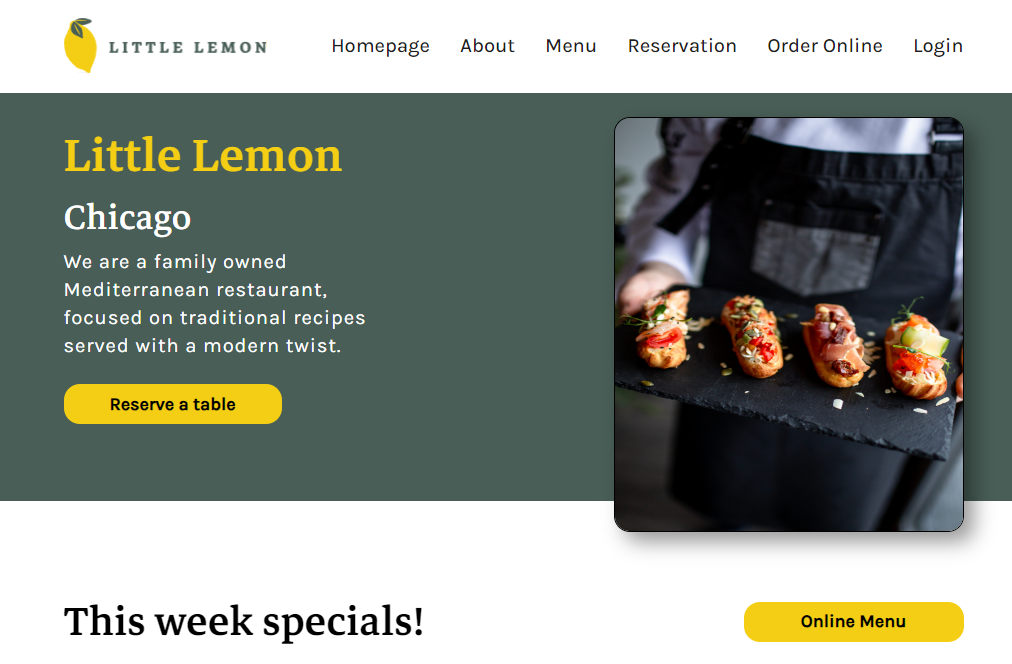 LITTLE LEMON
Homepage About Menu Reservation Order Online Login
Little Lemon
Chicago
We are a family owned
Mediterranean restaurant,
focused on traditional recipes
served with a modern twist.
Reserve a table
This week specials!
Online Menu